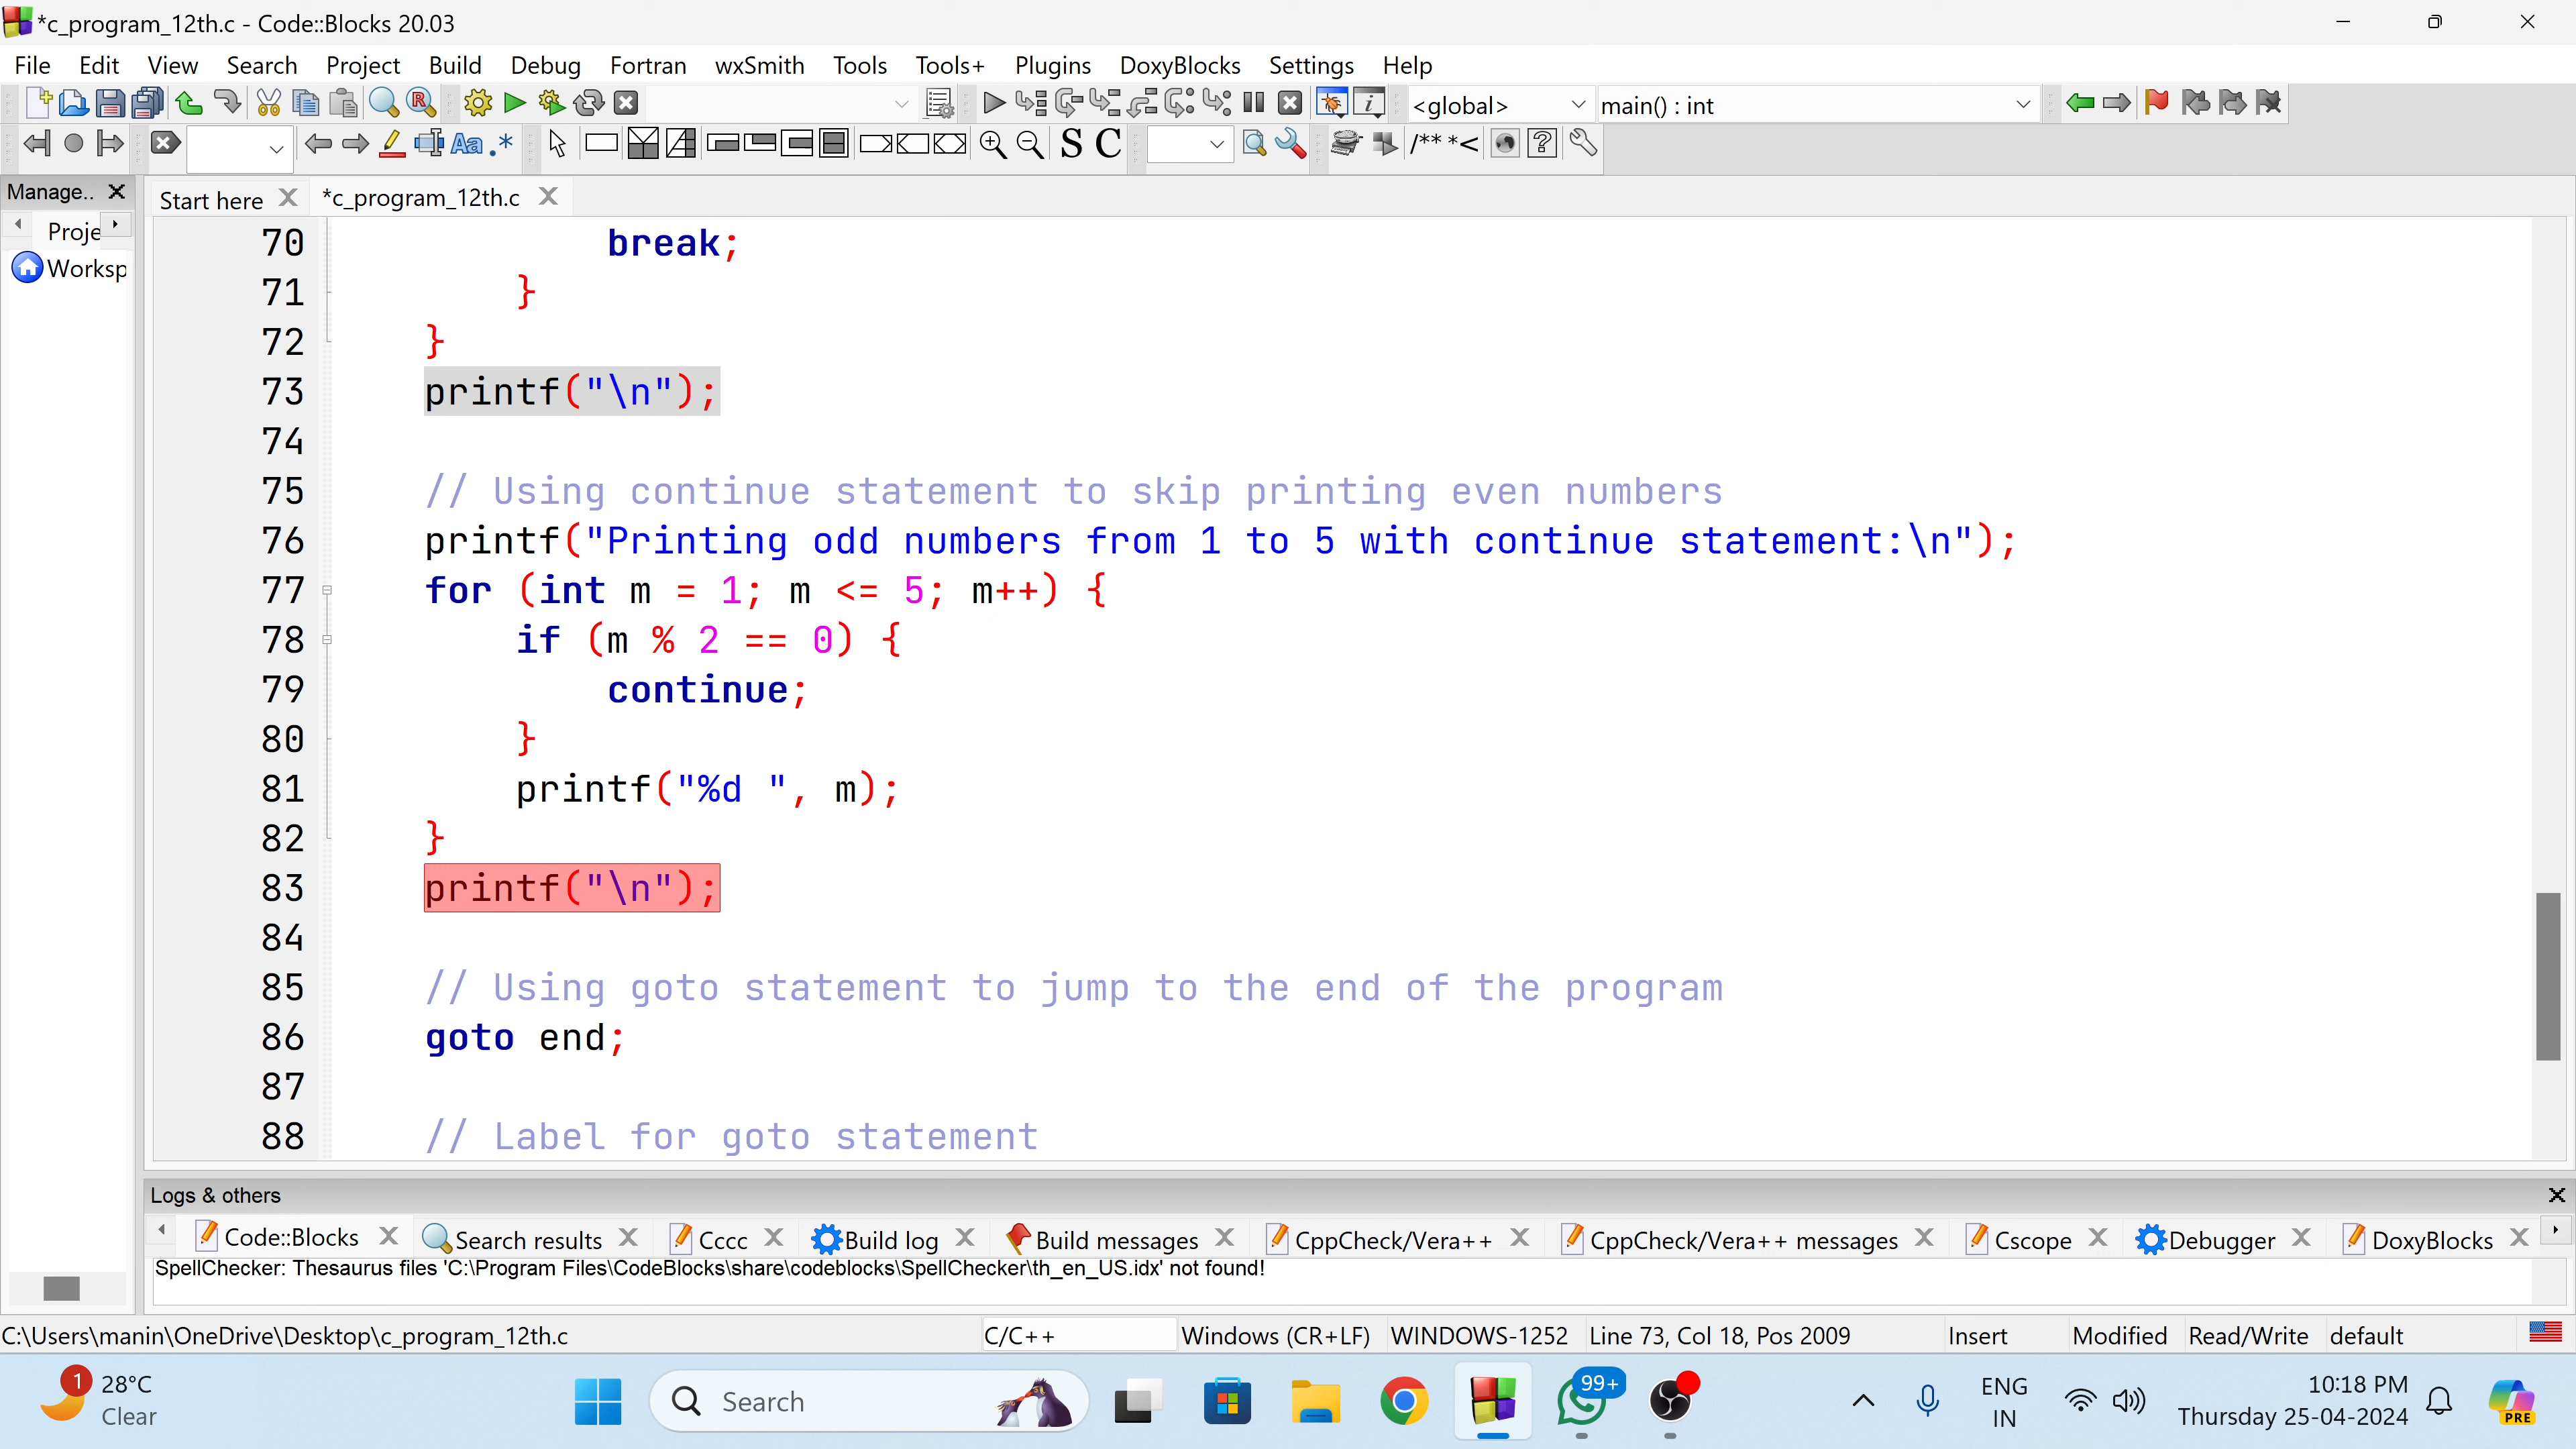 *c_program_12th.c - Code::Blocks 20.03
File Edit View Search Project Build Debug Fortran wxSmith Tools Tools+ Plugins DoxyBlocks Settings Help
<global> main() : int
S C /** *<
Manage.. Start here *c_program_12th.c
Proje
Worksp
70 break;
71 }
72 }
73 printf("\n");
74
75 // Using continue statement to skip printing even numbers
76 printf("Printing odd numbers from 1 to 5 with continue statement:\n");
77 for (int m = 1; m <= 5; m++) {
78 if (m % 2 == 0) {
79 continue;
80 }
81 printf("%d ", m);
82 }
83 printf("\n");
84
85 // Using goto statement to jump to the end of the program
86 goto end;
87
88 // Label for goto statement
Logs & others
Code::Blocks Search results Cccc Build log Build messages CppCheck/Vera++ CppCheck/Vera++ messages Cscope Debugger DoxyBlocks
SpellChecker: Thesaurus files 'C:\Program Files\CodeBlocks\share\codeblocks\SpellChecker\th_en_US.idx' not found!
C:\Users\manin\OneDrive\Desktop\c_program_12th.c C/C++ Windows (CR+LF) WINDOWS-1252 Line 73, Col 18, Pos 2009 Insert Modified Read/Write default
1 28°C
Clear
Search
99+
ENG
IN
10:18 PM
Thursday 25-04-2024
PRE